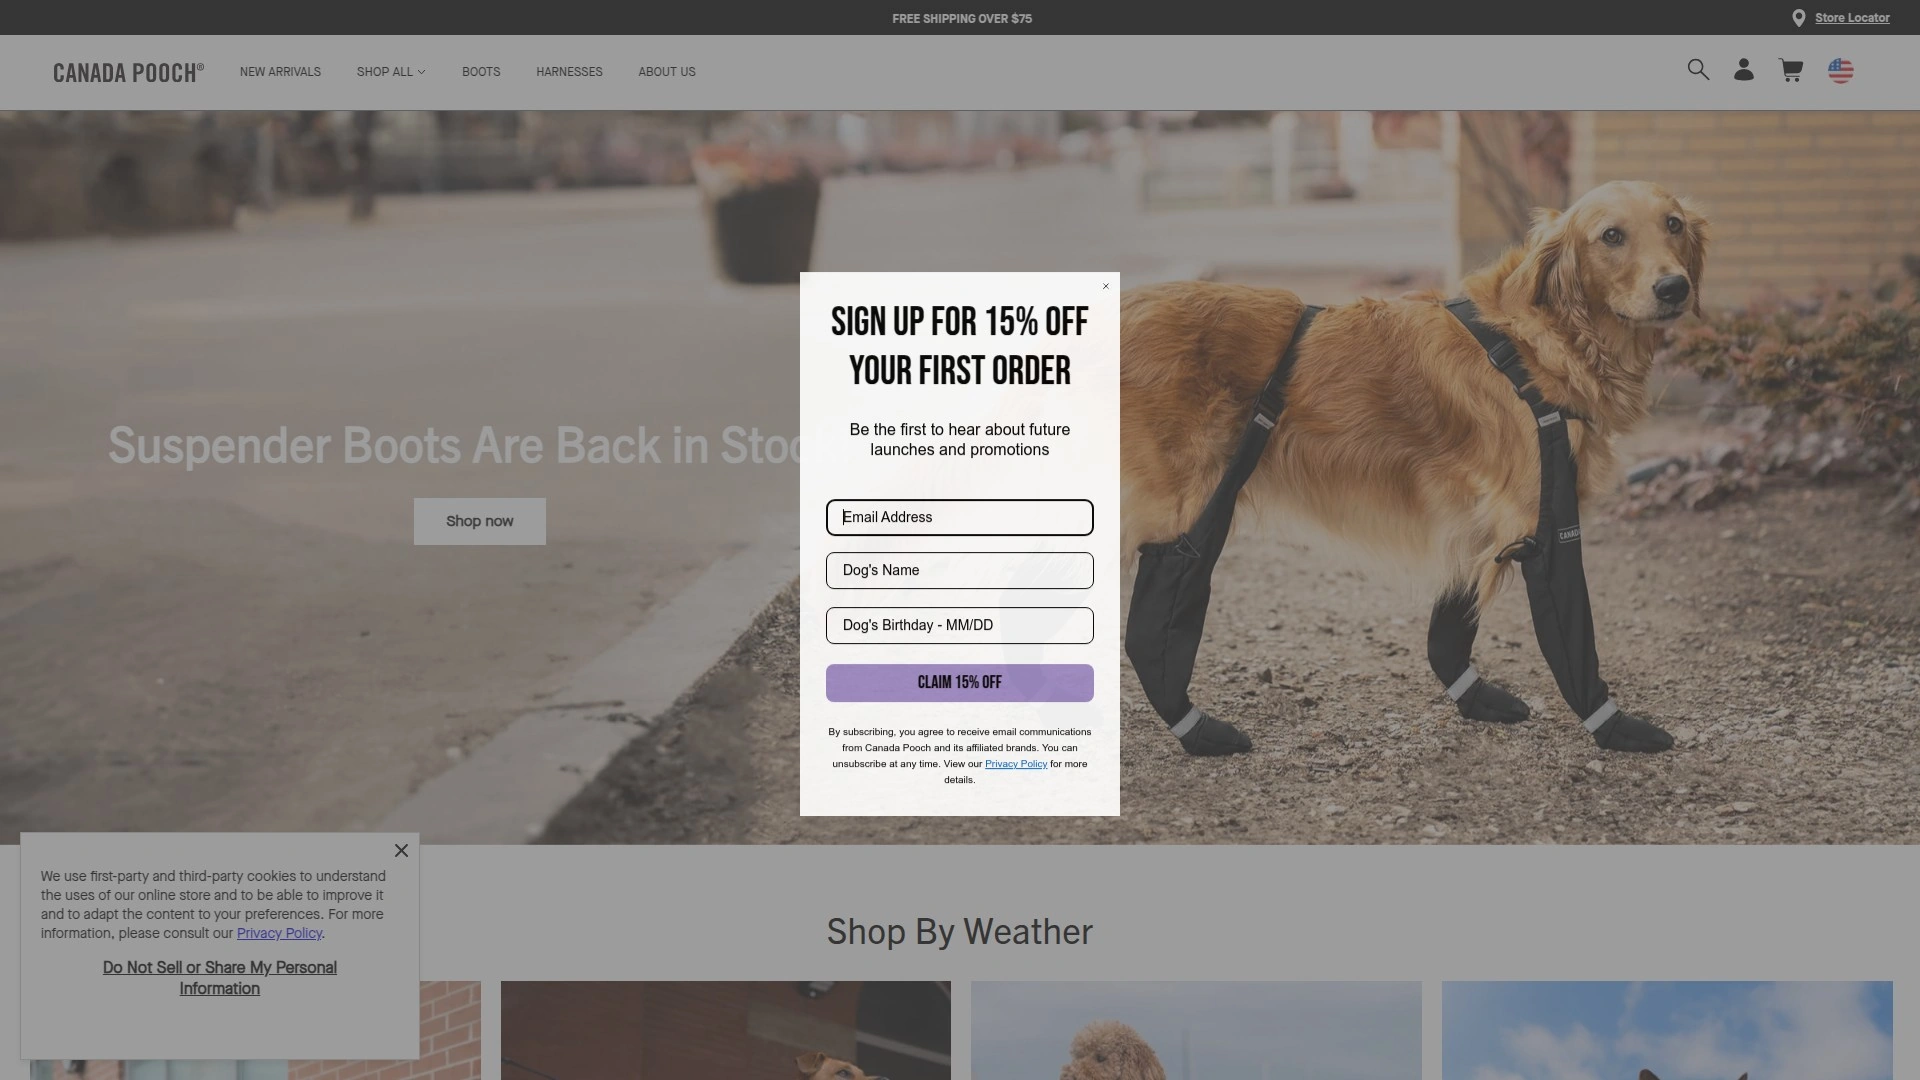 FREE SHIPPING OVER $75
Store Locator
CANADA POOCH®
NEW ARRIVALS
SHOP ALL
BOOTS
HARNESSES
ABOUT US
Suspender Boots Are Back in Stoc
Shop now
SIGN UP FOR 15% OFF
YOUR FIRST ORDER
Be the first to hear about future
launches and promotions
Email Address
Dog's Name
Dog's Birthday - MM/DD
CLAIM 15% OFF
By subscribing, you agree to receive email communications
from Canada Pooch and its affiliated brands. You can
unsubscribe at any time. View our Privacy Policy for more
details.
CANADA
We use first-party and third-party cookies to understand
the uses of our online store and to be able to improve it
and to adapt the content to your preferences. For more
information, please consult our Privacy Policy.
Do Not Sell or Share My Personal
Information
Shop By Weather